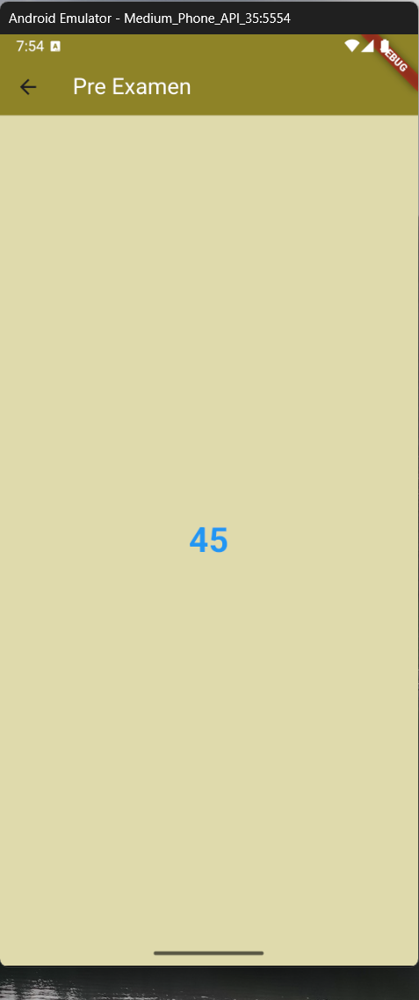 Android Emulator - Medium_Phone_API_35:5554
7:54 A
DEBUG
Pre Examen
45